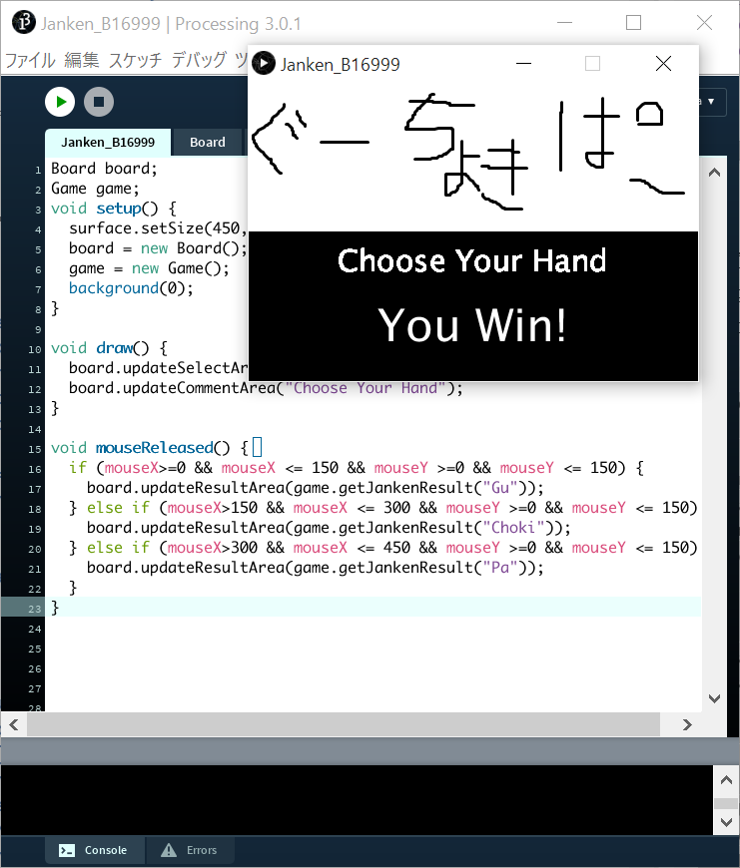 Janken_B16999 | Processing 3.0.1
ファイル 編集 スケッチ デバッグ ツ
Janken_B16999
ぐー ちょき ぱー
Choose Your Hand
You Win!
Janken_B16999 Board
a ▼
1 Board board;
2 Game game;
3 void setup() {
4 surface.setSize(450,
5 board = new Board();
6 game = new Game();
7 background(0);
8 }
9
10 void draw() {
11 board.updateSelectAr
12 board.updateCommentArea("Choose Your Hand");
13 }
14
15 void mouseReleased() {
16 if (mouseX>=0 && mouseX <= 150 && mouseY >=0 && mouseY <= 150) {
17 board.updateResultArea(game.getJankenResult("Gu"));
18 } else if (mouseX>150 && mouseX <= 300 && mouseY >=0 && mouseY <= 150)
19 board.updateResultArea(game.getJankenResult("Choki"));
20 } else if (mouseX>300 && mouseX <= 450 && mouseY >=0 && mouseY <= 150)
21 board.updateResultArea(game.getJankenResult("Pa"));
22 }
23 }
24
25
26
27
28
Console Errors